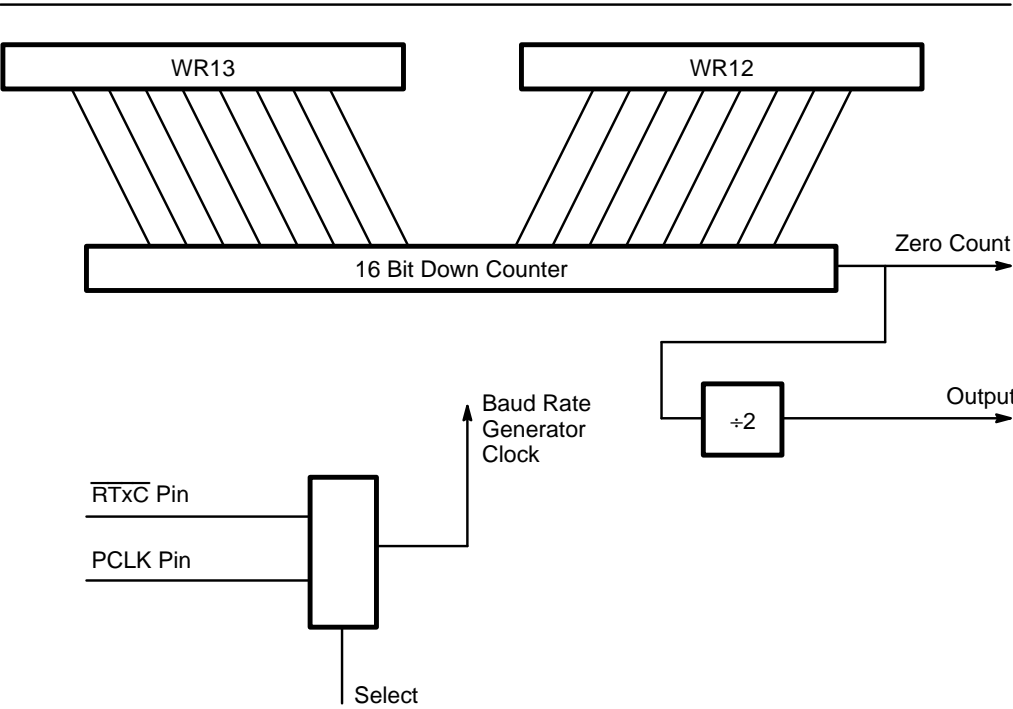 WR13
WR12
16 Bit Down Counter
Zero Count
÷2
Output
Baud Rate
Generator
Clock
RTxC Pin
PCLK Pin
Select